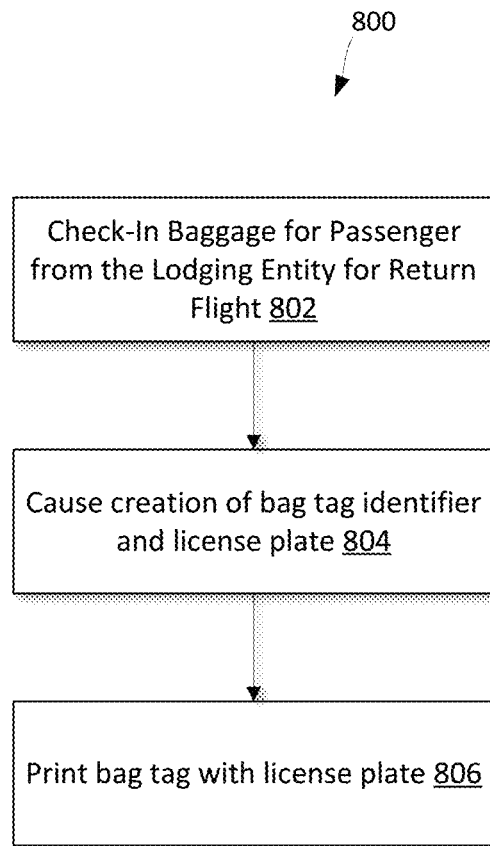 800
Check-In Baggage for Passenger
from the Lodging Entity for Return
Flight 802
Cause creation of bag tag identifier
and license plate 804
Print bag tag with license plate 806